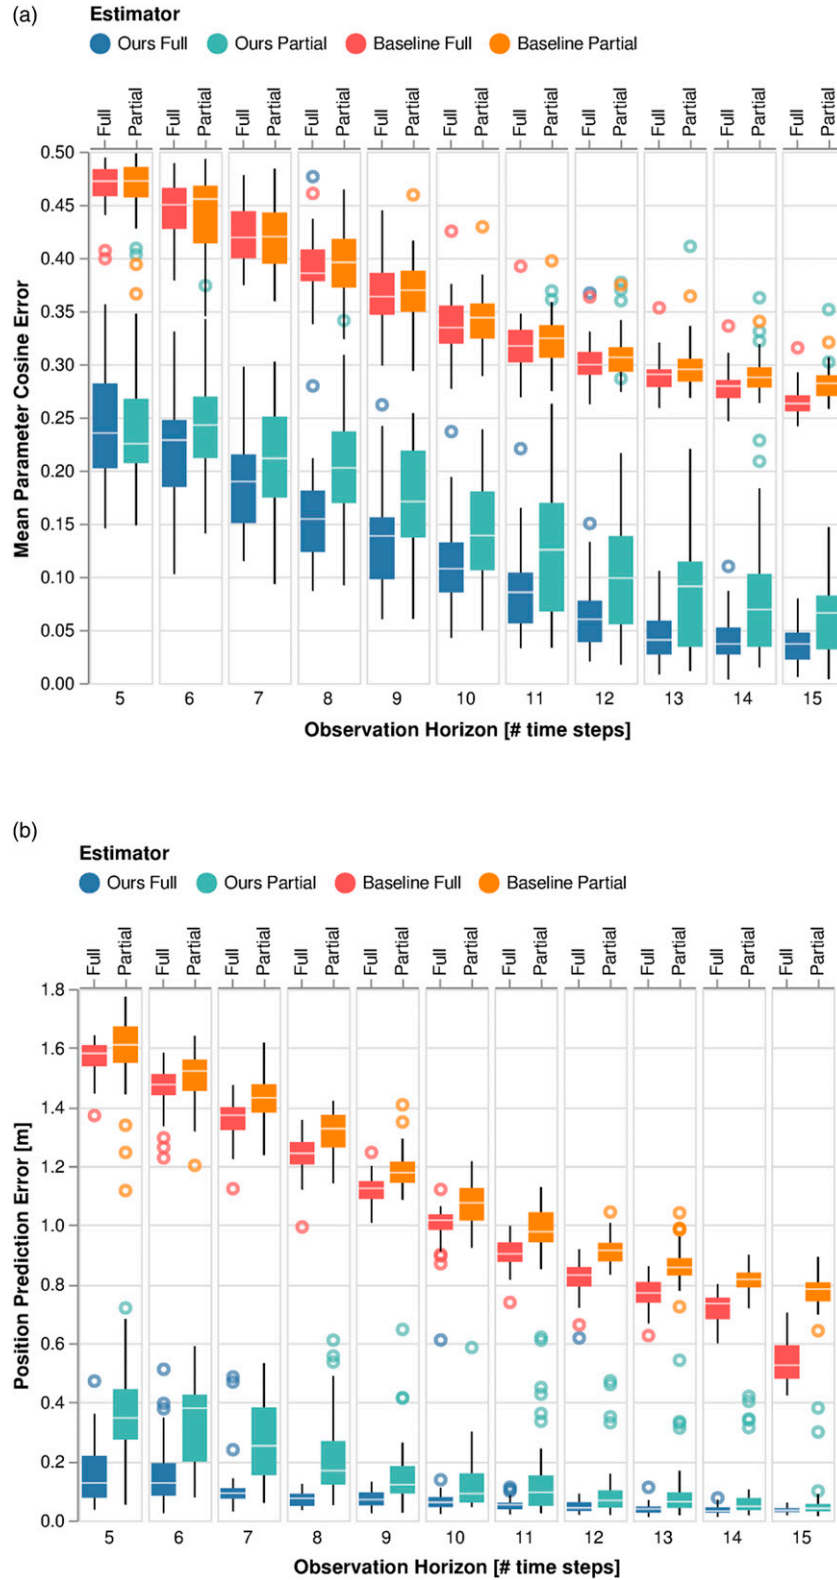 (a)
Estimator
Ours Full Ours Partial Baseline Full Baseline Partial
Full Partial Full Partial Full Partial Full Partial Full Partial Full Partial Full Partial Full Partial Full Partial Full Partial Full Partial
Mean Parameter Cosine Error
0.50
0.45
0.40
0.35
0.30
0.25
0.20
0.15
0.10
0.05
0.00
5 6 7 8 9 10 11 12 13 14 15
Observation Horizon [# time steps]
(b)
Estimator
Ours Full Ours Partial Baseline Full Baseline Partial
Full Partial Full Partial Full Partial Full Partial Full Partial Full Partial Full Partial Full Partial Full Partial Full Partial Full Partial
Position Prediction Error [m]
1.8
1.6
1.4
1.2
1.0
0.8
0.6
0.4
0.2
0.0
5 6 7 8 9 10 11 12 13 14 15
Observation Horizon [# time steps]